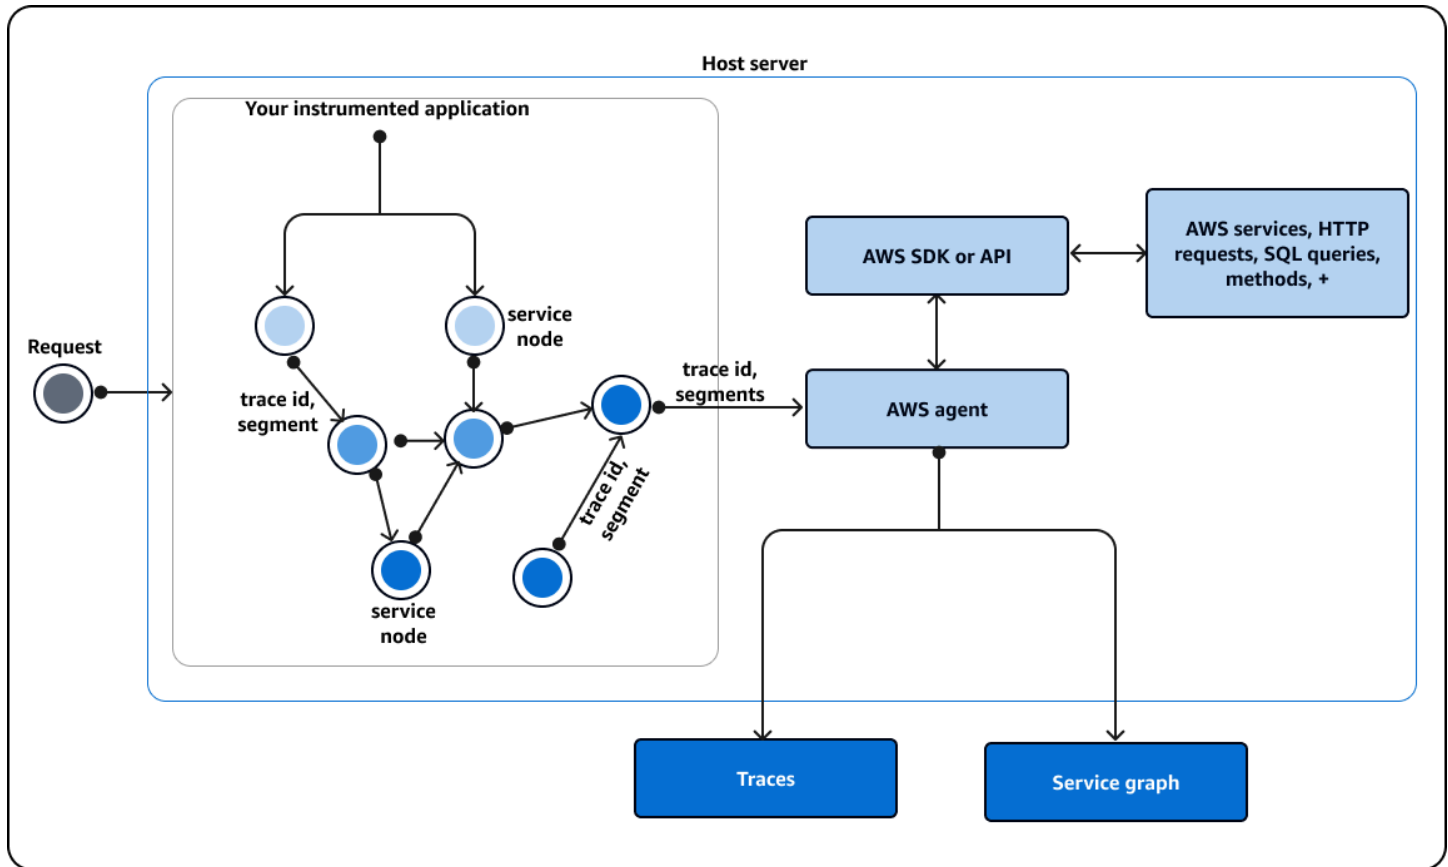 Host server
Your instrumented application
AWS services, HTTP
requests, SQL queries,
methods, +
AWS SDK or API
service
node
Request
trace id,
segment
trace id,
segments
AWS agent
trace id,
segment
service
node
Traces
Service graph